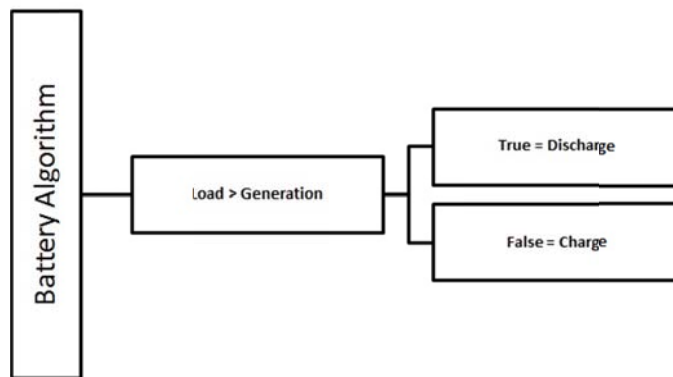 Battery Algorithm
Load > Generation
True = Discharge
False = Charge